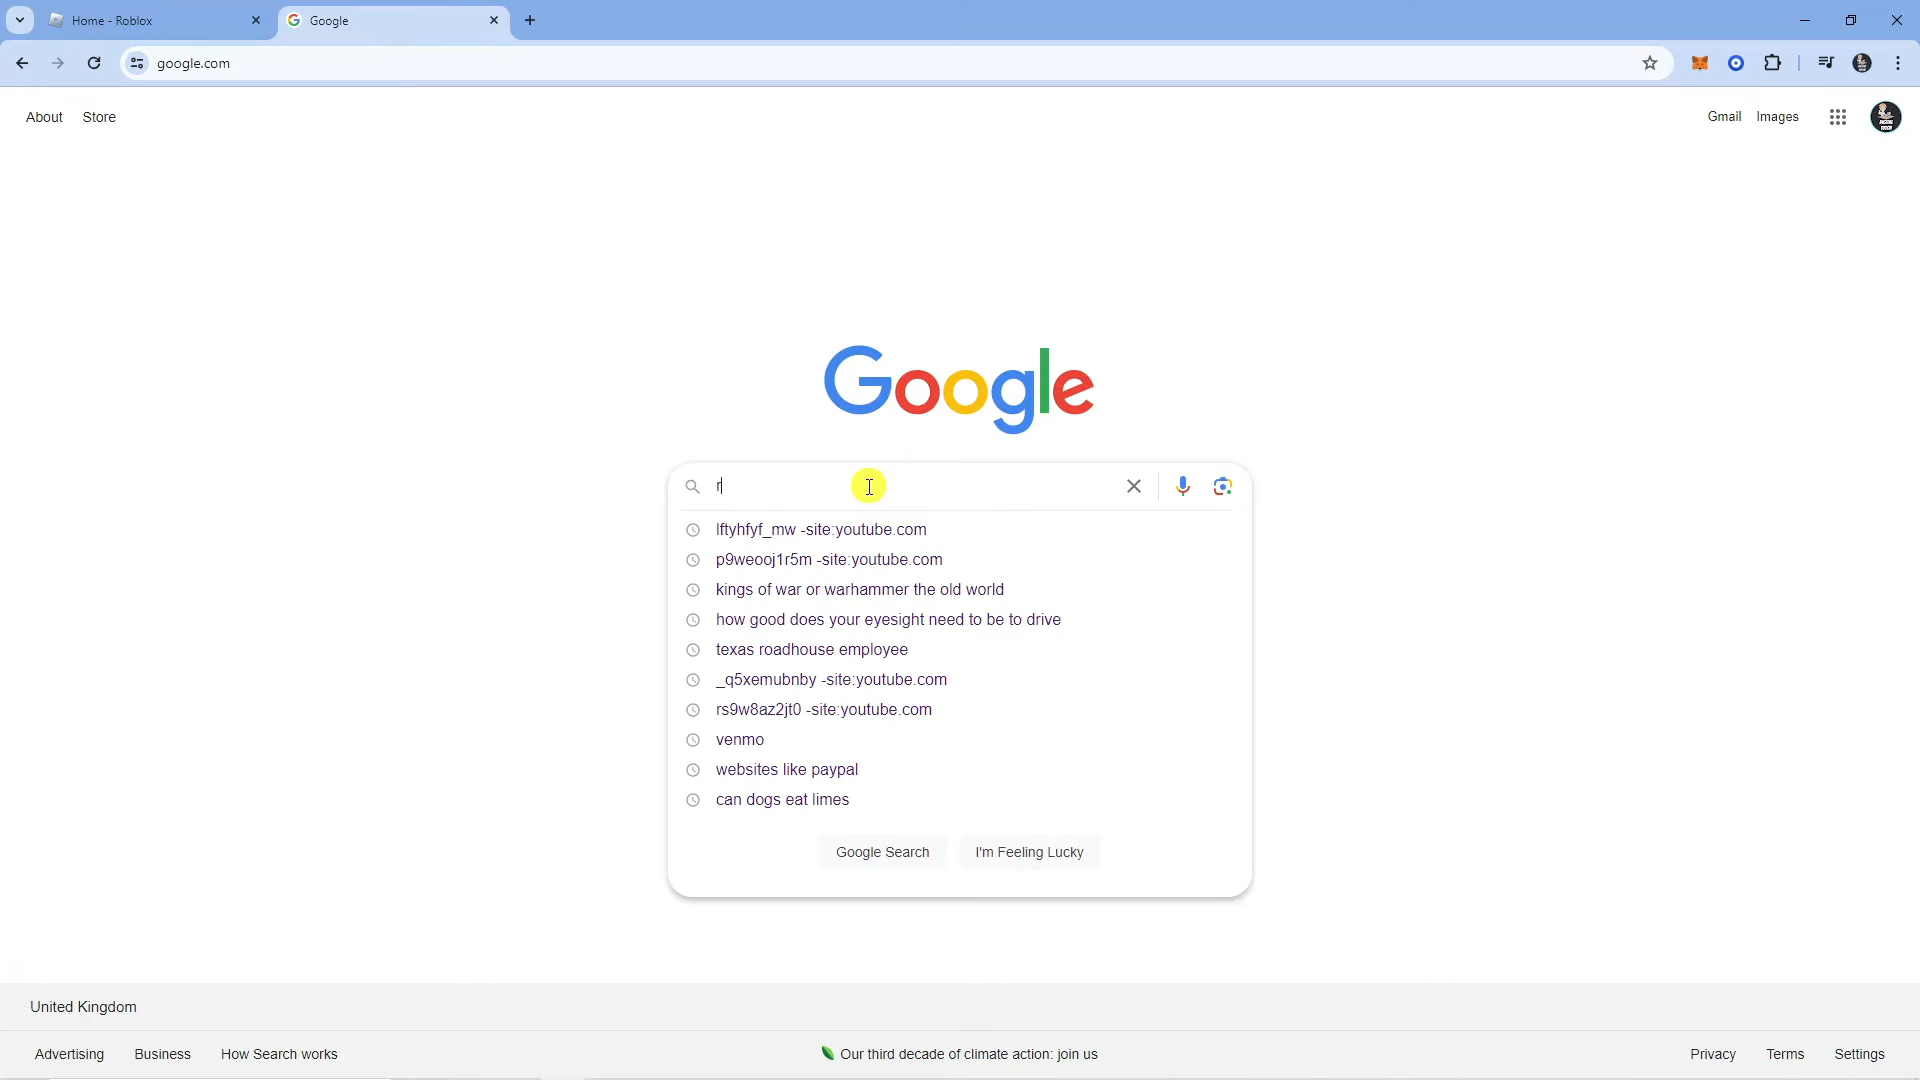 Home - Roblox
Google
google.com
About Store
Gmail Images
Google
r
lftyhfyf_mw -site:youtube.com
p9weooj1r5m -site:youtube.com
kings of war or warhammer the old world
how good does your eyesight need to be to drive
texas roadhouse employee
_q5xemubnby -site:youtube.com
rs9w8az2jt0 -site:youtube.com
venmo
websites like paypal
can dogs eat limes
Google Search I'm Feeling Lucky
United Kingdom
Advertising Business How Search works
Our third decade of climate action: join us
Privacy Terms Settings